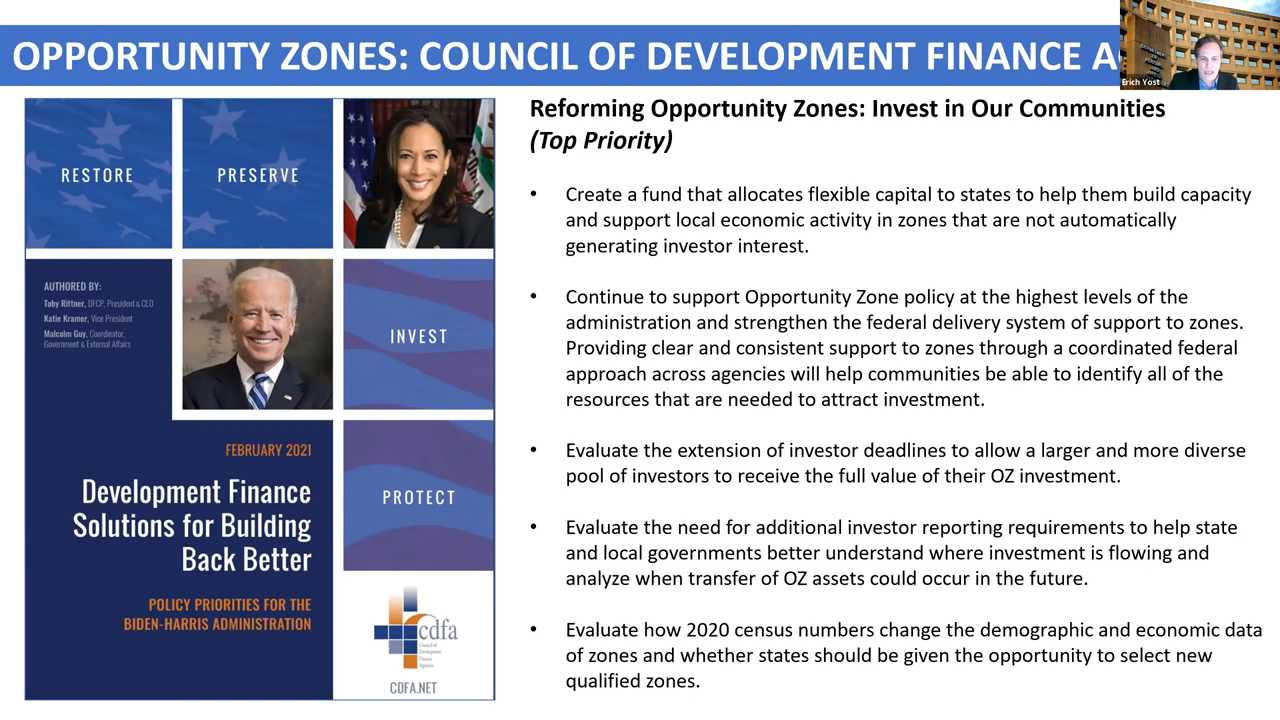 OPPORTUNITY ZONES: COUNCIL OF DEVELOPMENT FINANCE
Erich Yost
RESTORE
PRESERVE
AUTHORED BY:
Toby Rittner, DFCP, President & CEO
Katie Kramer, Vice President
Malcolm Guy, Coordinator,
Government & External Affairs
INVEST
FEBRUARY 2021
Development Finance
Solutions for Building
Back Better
PROTECT
POLICY PRIORITIES FOR THE
BIDEN-HARRIS ADMINISTRATION
cdfa
Council of
Development
Finance
Agencies
CDFA.NET
Reforming Opportunity Zones: Invest in Our Communities
(Top Priority)
• Create a fund that allocates flexible capital to states to help them build capacity
and support local economic activity in zones that are not automatically
generating investor interest.
• Continue to support Opportunity Zone policy at the highest levels of the
administration and strengthen the federal delivery system of support to zones.
Providing clear and consistent support to zones through a coordinated federal
approach across agencies will help communities be able to identify all of the
resources that are needed to attract investment.
• Evaluate the extension of investor deadlines to allow a larger and more diverse
pool of investors to receive the full value of their OZ investment.
• Evaluate the need for additional investor reporting requirements to help state
and local governments better understand where investment is flowing and
analyze when transfer of OZ assets could occur in the future.
• Evaluate how 2020 census numbers change the demographic and economic data
of zones and whether states should be given the opportunity to select new
qualified zones.